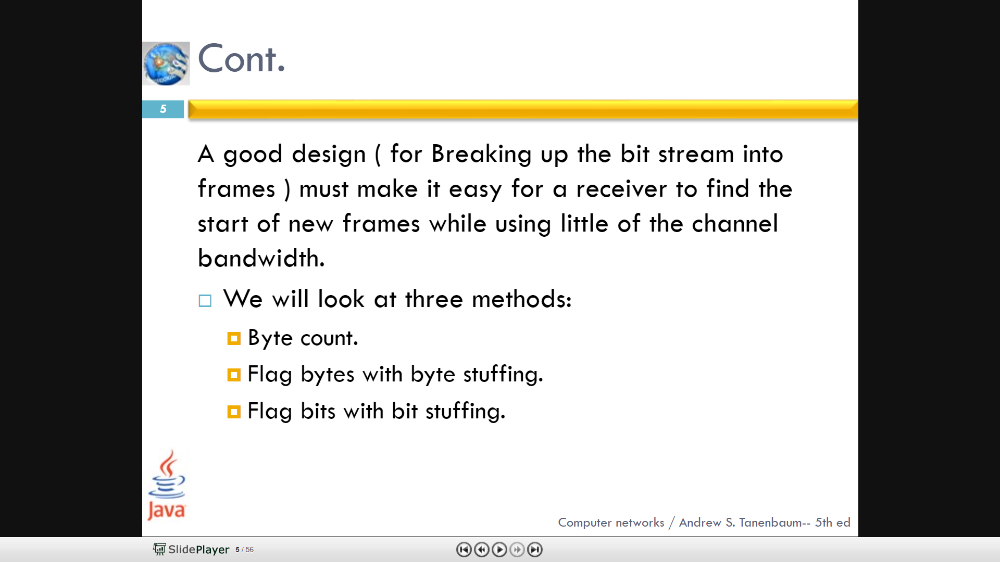 Cont.
5
A good design ( for Breaking up the bit stream into
frames ) must make it easy for a receiver to find the
start of new frames while using little of the channel
bandwidth.
We will look at three methods:
Byte count.
Flag bytes with byte stuffing.
Flag bits with bit stuffing.
Java
Computer networks / Andrew S. Tanenbaum-- 5th ed
SlidePlayer 5 / 56